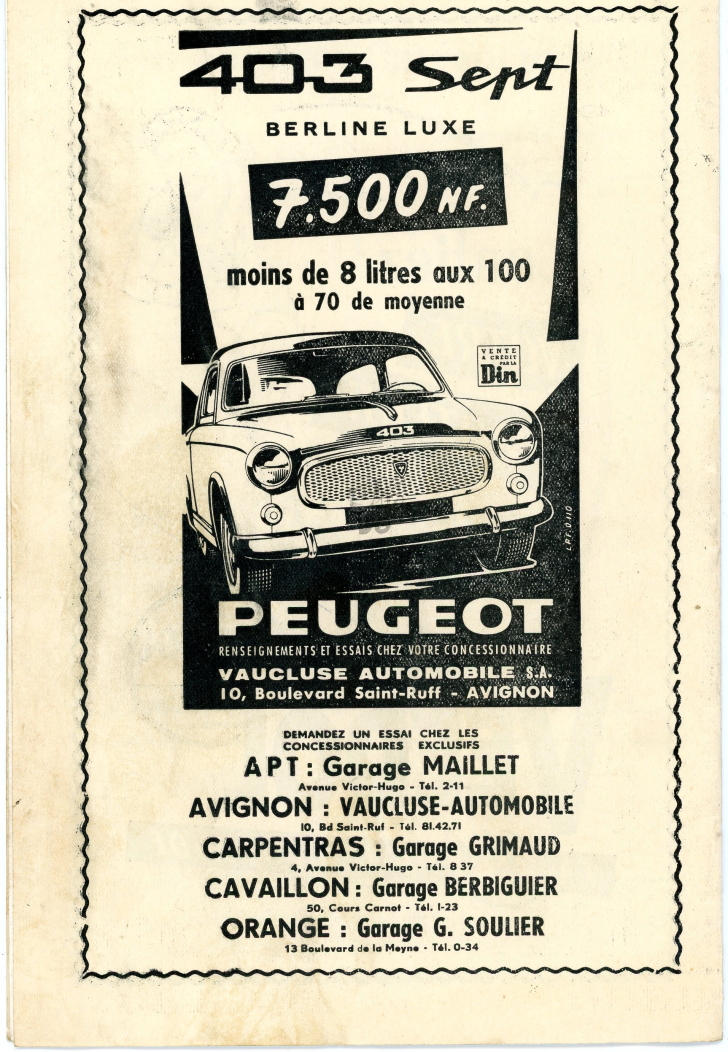 403 Sept
BERLINE LUXE
7.500 NF.
moins de 8 litres aux 100
à 70 de moyenne
VENTE
A CRÉDIT
PAR LA
Din
403
PEUGEOT
RENSEIGNEMENTS ET ESSAIS CHEZ VOTRE CONCESSIONNAIRE
VAUCLUSE AUTOMOBILE S.A.
10, Boulevard Saint-Ruff - AVIGNON
DEMANDEZ UN ESSAI CHEZ LES
CONCESSIONNAIRES EXCLUSIFS
APT : Garage MAILLET
Avenue Victor-Hugo - Tél. 2-11
AVIGNON : VAUCLUSE-AUTOMOBILE
10, Bd Saint-Ruf - Tél. 81.42.71
CARPENTRAS : Garage GRIMAUD
4, Avenue Victor-Hugo - Tél. 8 37
CAVAILLON : Garage BERBIGUIER
50, Cours Carnot - Tél. 1-23
ORANGE : Garage G. SOULIER
13 Boulevard de la Meyne - Tél. 0-34